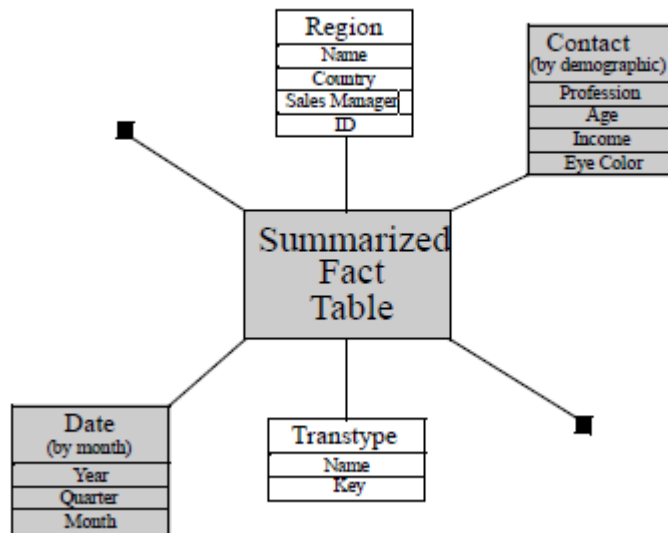 Region
Name
Country
Sales Manager
ID
Contact
(by demographic)
Profession
Age
Income
Eye Color
Summarized
Fact
Table
Date
(by month)
Year
Quarter
Month
Transtype
Name
Key